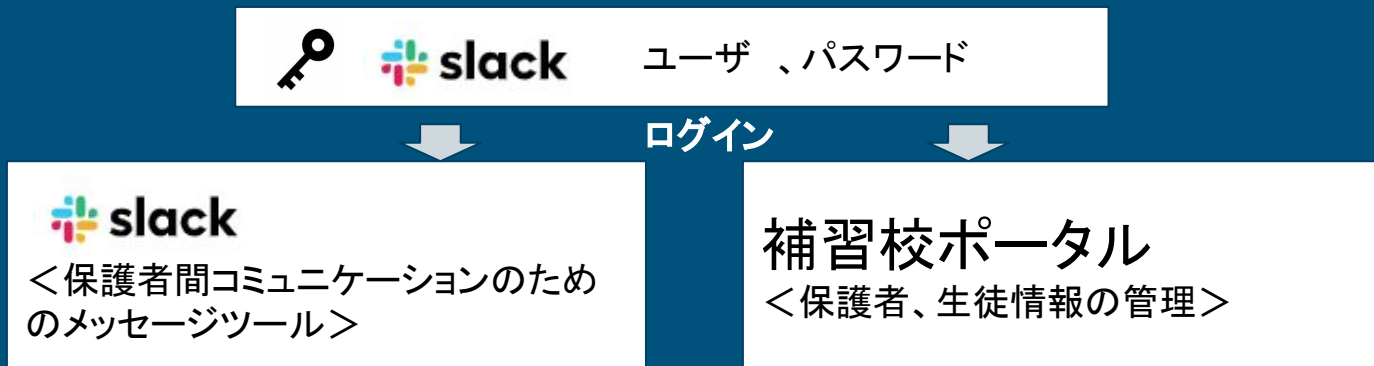 slack ユーザ 、パスワード
ログイン
slack
＜保護者間コミュニケーションのため
のメッセージツール＞
補習校ポータル
＜保護者、生徒情報の管理＞